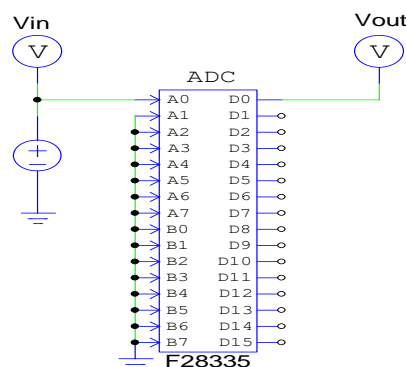 Vin
Vout
V
V
ADC
A0 D0
A1 D1
A2 D2
A3 D3
A4 D4
A5 D5
A6 D6
A7 D7
B0 D8
B1 D9
B2 D10
B3 D11
B4 D12
B5 D13
B6 D14
B7 D15
F28335